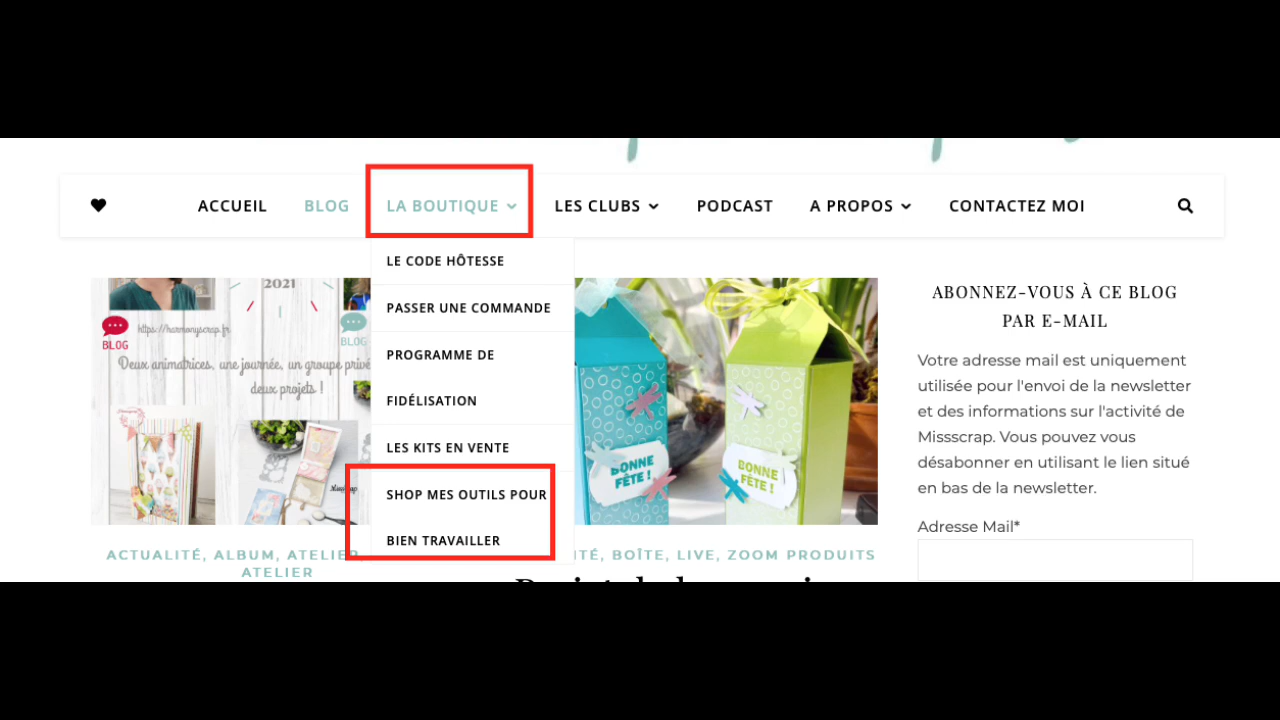 ACCUEIL BLOG LA BOUTIQUE LES CLUBS PODCAST A PROPOS CONTACTEZ MOI
LE CODE HÔTESSE
PASSER UNE COMMANDE
PROGRAMME DE
FIDÉLISATION
LES KITS EN VENTE
SHOP MES OUTILS POUR
BIEN TRAVAILLER
2021
https://harmonyscrap.fr
BLOG
BLOG
Deux animatrices, une journée, un groupe privé
deux projets !
BONNE
FÊTE !
BONNE
FÊTE !
ACTUALITÉ, ALBUM, ATELIER,
ATELIER
BOÎTE, LIVE, ZOOM PRODUITS
ABONNEZ-VOUS À CE BLOG
PAR E-MAIL
Votre adresse mail est uniquement
utilisée pour l'envoi de la newsletter
et des informations sur l'activité de
Missscrap. Vous pouvez vous
désabonner en utilisant le lien situé
en bas de la newsletter.
Adresse Mail*